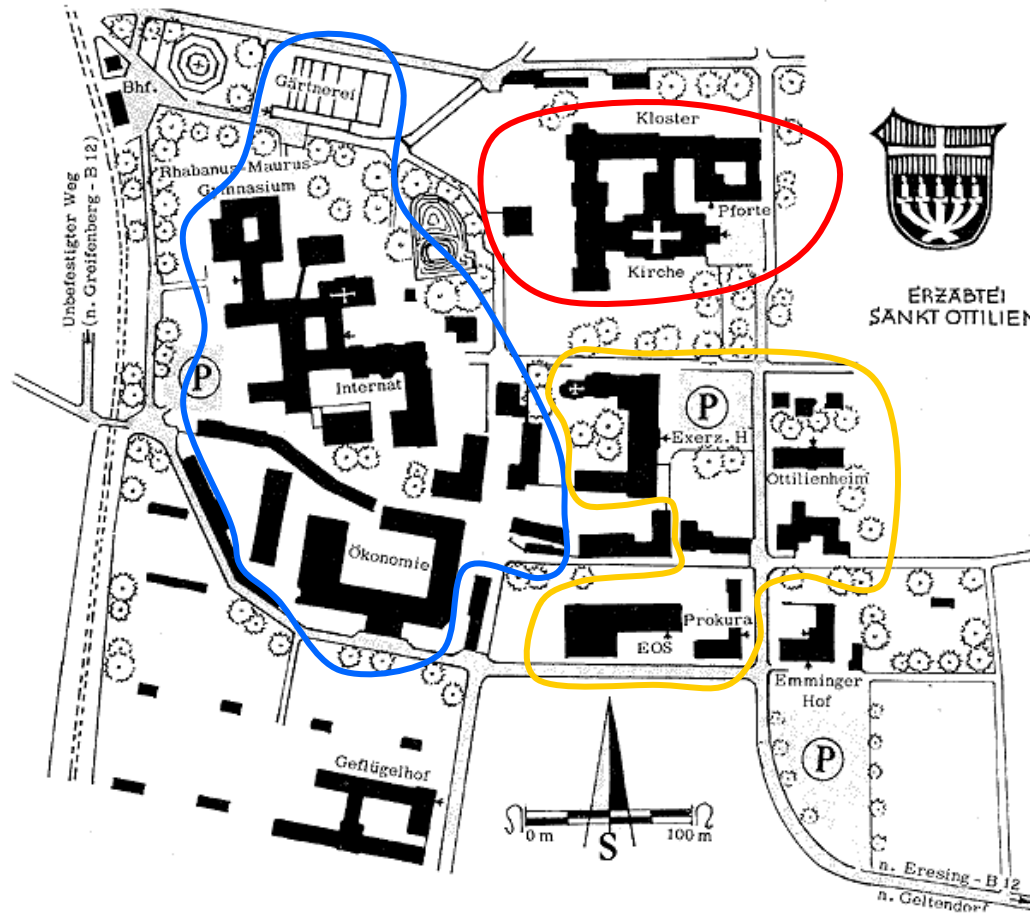 Bhf.
Gärtnerei
Kloster
Rhabanus-Maurus
Gymnasium
Pforte
Kirche
Unbefestigter Weg
(n. Greifenberg - B 12)
ERZABTEI
SANKT OTTILIEN
P
Internat
P
Exerz. H
Ottilienheim
Ökonomie
Prokura
EOS
Emminger
Hof
P
Geflügelhof
0 m
100 m
S
n. Eresing - B 12
n. Geltendorf